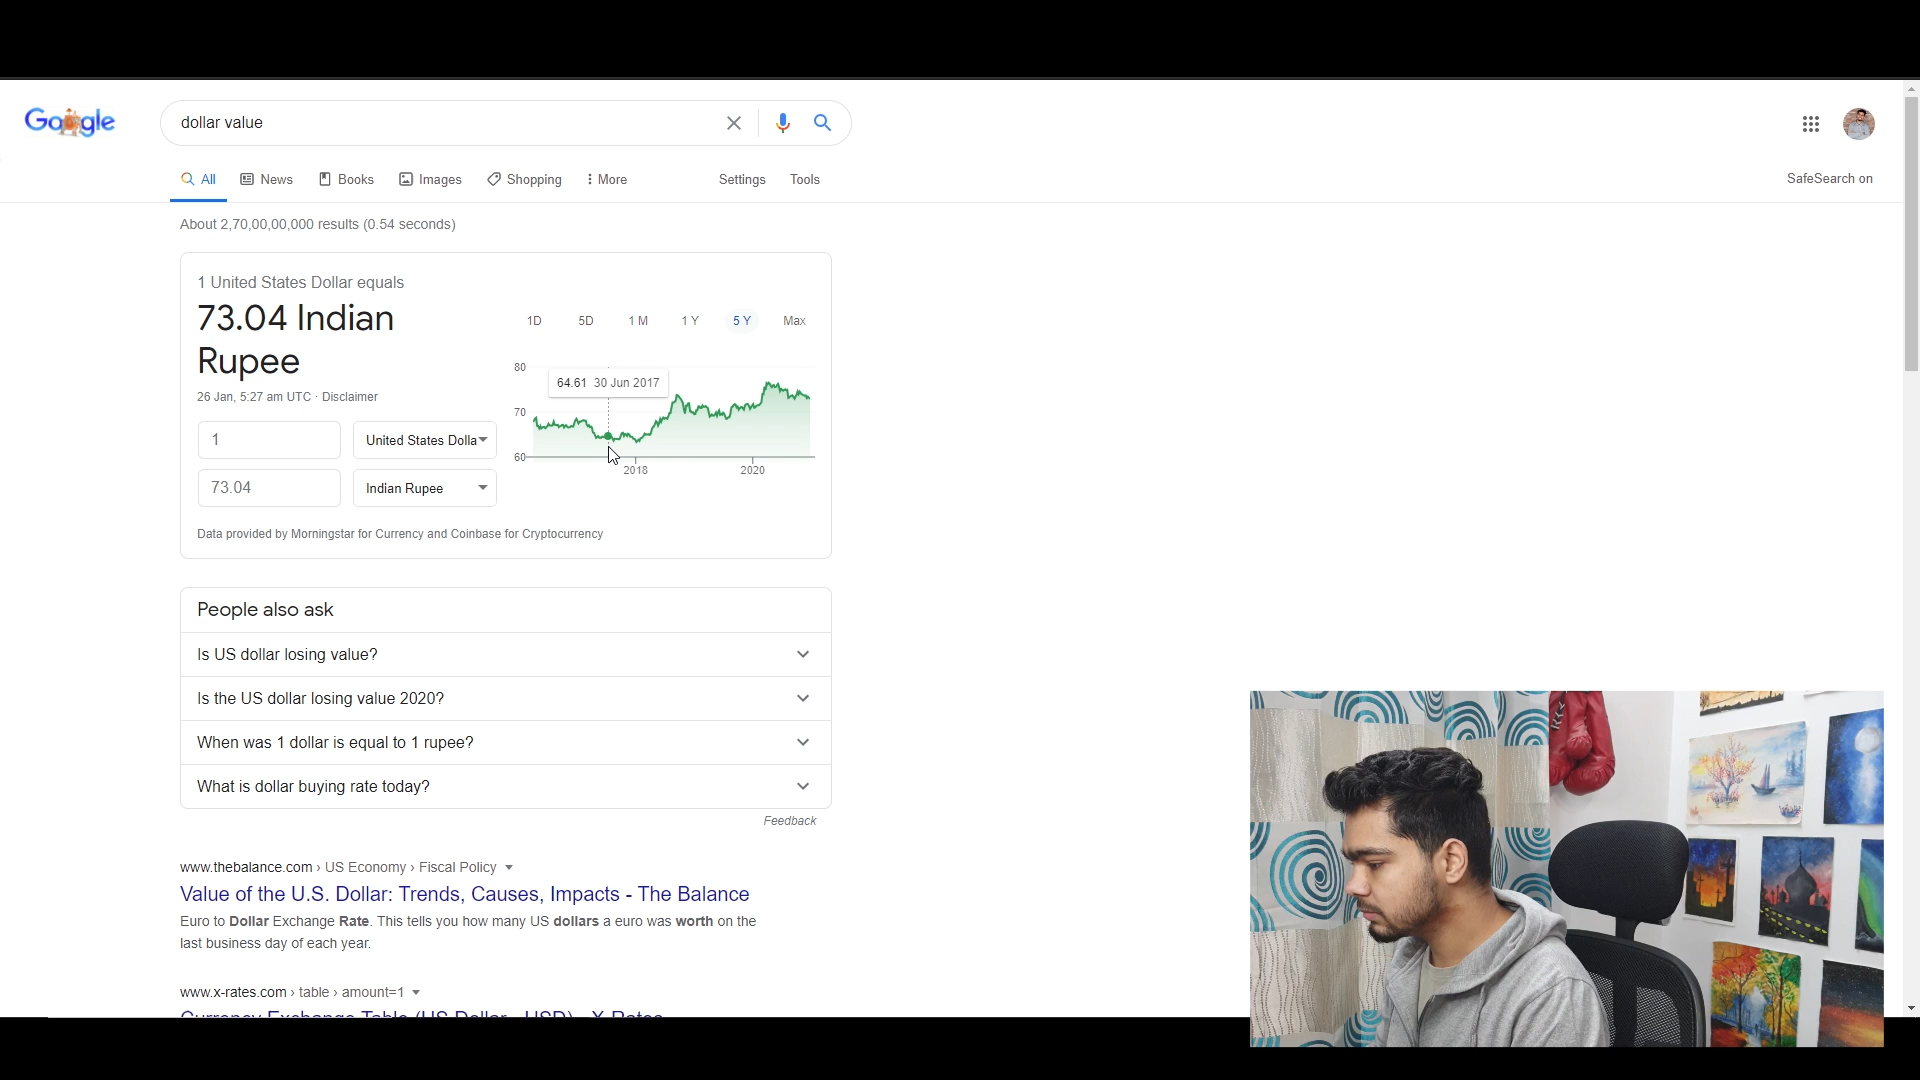 Google
dollar value
All
News
Books
Images
Shopping
More
Settings
Tools
SafeSearch on
About 2,70,00,00,000 results (0.54 seconds)
1 United States Dollar equals
73.04 Indian
Rupee
26 Jan, 5:27 am UTC · Disclaimer
1
United States Dolla
73.04
Indian Rupee
1D
5D
1 M
1 Y
5 Y
Max
80
64.61 30 Jun 2017
70
60
2018
2020
Data provided by Morningstar for Currency and Coinbase for Cryptocurrency
People also ask
Is US dollar losing value?
Is the US dollar losing value 2020?
When was 1 dollar is equal to 1 rupee?
What is dollar buying rate today?
Feedback
www.thebalance.com › US Economy › Fiscal Policy
Value of the U.S. Dollar: Trends, Causes, Impacts - The Balance
Euro to Dollar Exchange Rate. This tells you how many US dollars a euro was worth on the
last business day of each year.
www.x-rates.com › table › amount=1
Currency Exchange Table (US Dollar - USD) - X-Rates